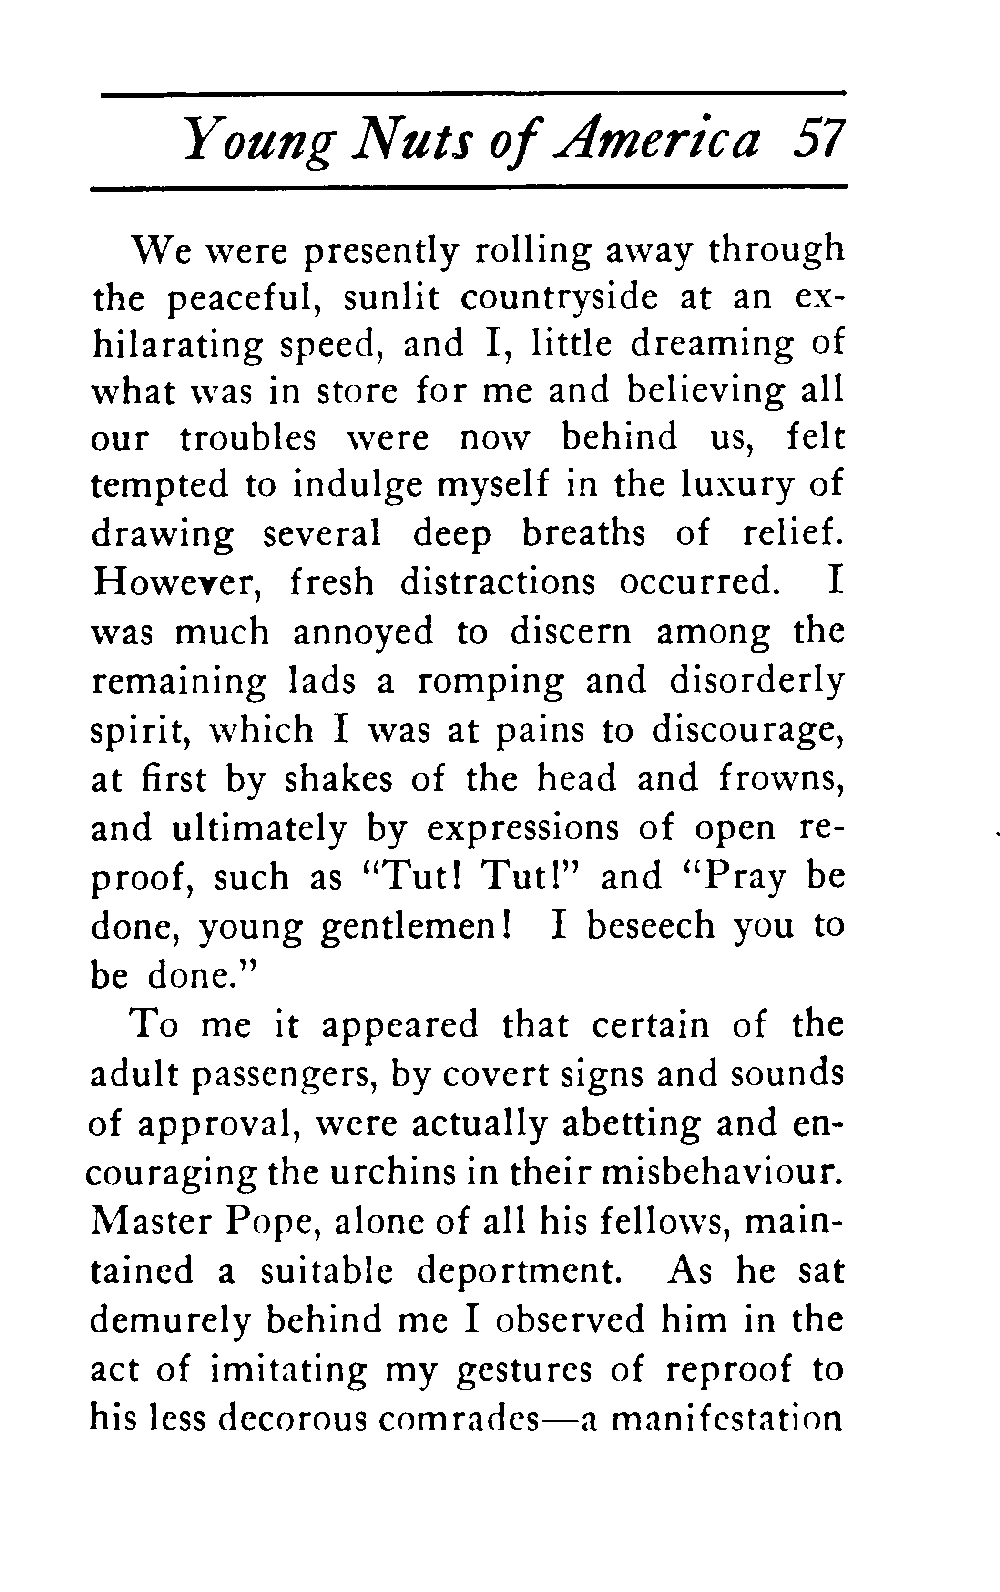 Young Nuts of America 57
We were presently rolling away through
the peaceful, sunlit countryside at an ex-
hilarating speed, and I, little dreaming of
what was in store for me and believing all
our troubles were now behind us, felt
tempted to indulge myself in the luxury of
drawing several deep breaths of relief.
However, fresh distractions occurred. I
was much annoyed to discern among the
remaining lads a romping and disorderly
spirit, which I was at pains to discourage,
at first by shakes of the head and frowns,
and ultimately by expressions of open re-
proof, such as “Tut! Tut!” and “Pray be
done, young gentlemen! I beseech you to
be done.”
To me it appeared that certain of the
adult passengers, by covert signs and sounds
of approval, were actually abetting and en-
couraging the urchins in their misbehaviour.
Master Pope, alone of all his fellows, main-
tained a suitable deportment. As he sat
demurely behind me I observed him in the
act of imitating my gestures of reproof to
his less decorous comrades—a manifestation